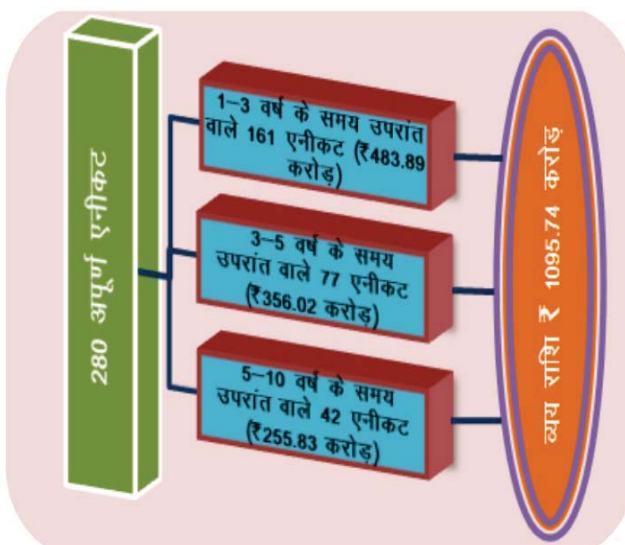 280 अपूर्ण एनीकट
1–3 वर्ष के समय उपरांत
वाले 161 एनीकट (₹483.89
करोड़)
3–5 वर्ष के समय
उपरांत वाले 77 एनीकट
(₹356.02 करोड़)
5–10 वर्ष के समय
उपरांत वाले 42 एनीकट
(₹255.83 करोड़)
व्यय राशि ₹ 1095.74 करोड़